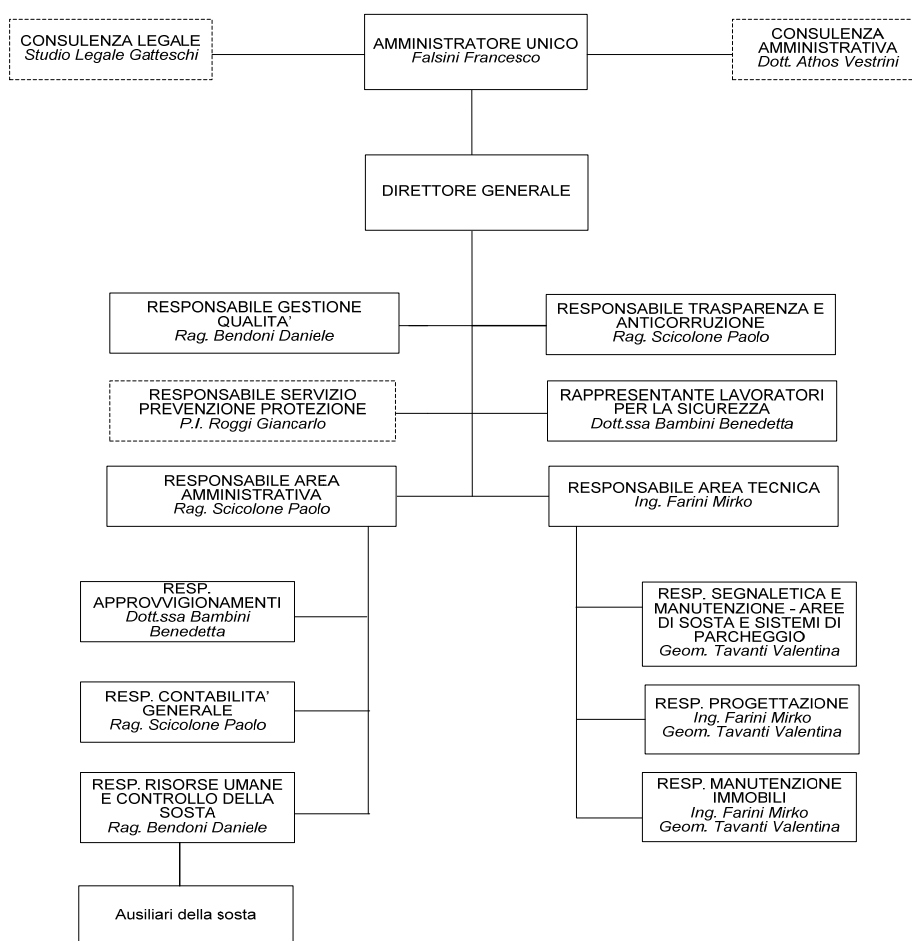 CONSULENZA LEGALE
Studio Legale Gatteschi
AMMINISTRATORE UNICO
Falsini Francesco
CONSULENZA
AMMINISTRATIVA
Dott. Athos Vestrini
DIRETTORE GENERALE
RESPONSABILE GESTIONE
QUALITA'
Rag. Bendoni Daniele
RESPONSABILE TRASPARENZA E
ANTICORRUZIONE
Rag. Scicolone Paolo
RESPONSABILE SERVIZIO
PREVENZIONE PROTEZIONE
P.I. Roggi Giancarlo
RAPPRESENTANTE LAVORATORI
PER LA SICUREZZA
Dott.ssa Bambini Benedetta
RESPONSABILE AREA
AMMINISTRATIVA
Rag. Scicolone Paolo
RESPONSABILE AREA TECNICA
Ing. Farini Mirko
RESP.
APPROVVIGIONAMENTI
Dott.ssa Bambini
Benedetta
RESP. CONTABILITA'
GENERALE
Rag. Scicolone Paolo
RESP. RISORSE UMANE
E CONTROLLO DELLA
SOSTA
Rag. Bendoni Daniele
Ausiliari della sosta
RESP. SEGNALETICA E
MANUTENZIONE - AREE
DI SOSTA E SISTEMI DI
PARCHEGGIO
Geom. Tavanti Valentina
RESP. PROGETTAZIONE
Ing. Farini Mirko
Geom. Tavanti Valentina
RESP. MANUTENZIONE
IMMOBILI
Ing. Farini Mirko
Geom. Tavanti Valentina